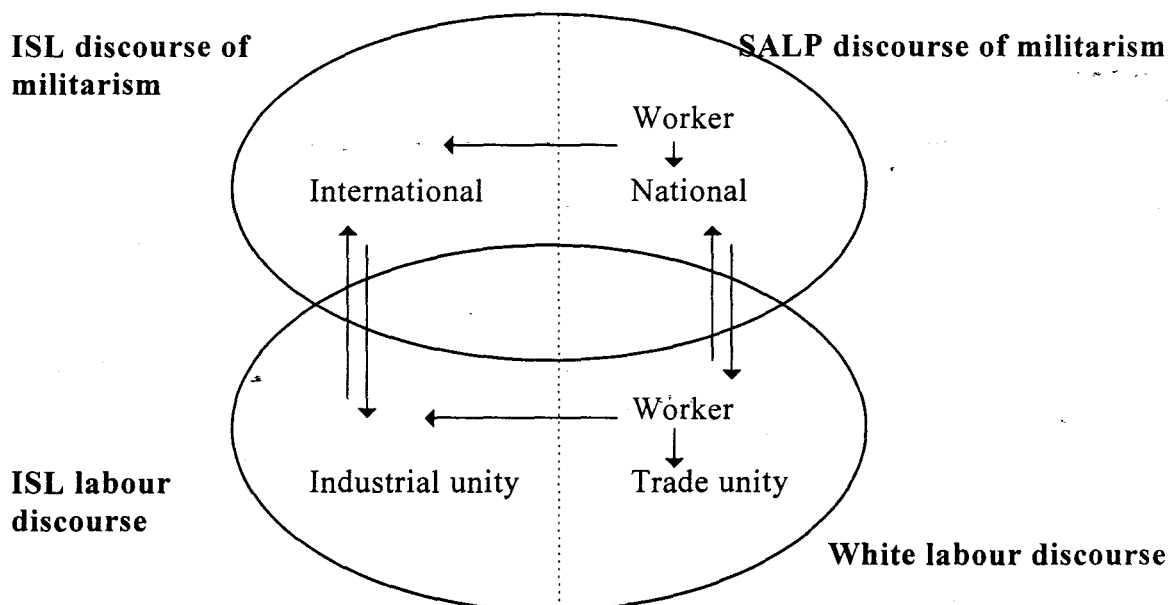 ISL discourse of
militarism
SALP discourse of militarism
Worker
International
National
Worker
Industrial unity
Trade unity
ISL labour
discourse
White labour discourse